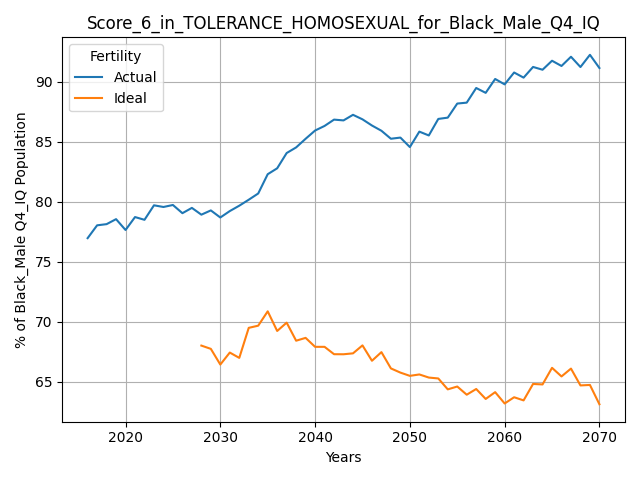 Score_6_in_TOLERANCE_HOMOSEXUAL_for_Black_Male_Q4_IQ
Fertility
Actual
Ideal
90
85
80
75
70
65
% of Black_Male Q4_IQ Population
2020 2030 2040 2050 2060 2070
Years